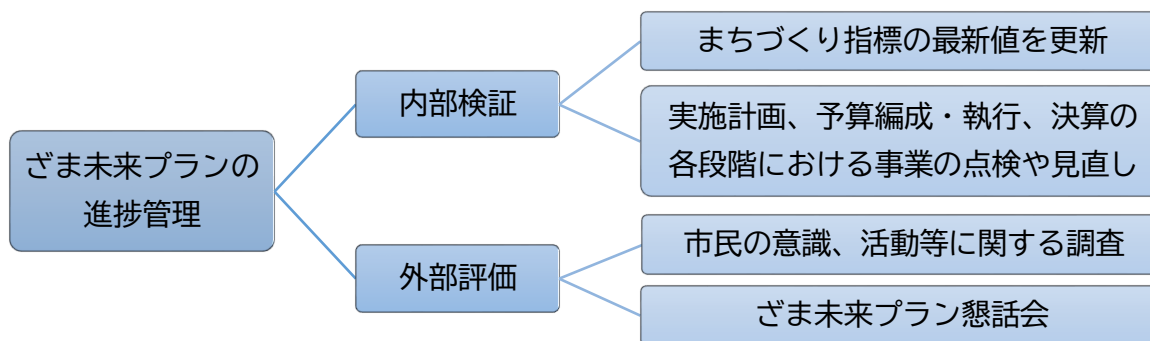 ざま未来プランの
進捗管理
内部検証
まちづくり指標の最新値を更新
実施計画、予算編成・執行、決算の
各段階における事業の点検や見直し
外部評価
市民の意識、活動等に関する調査
ざま未来プラン懇話会